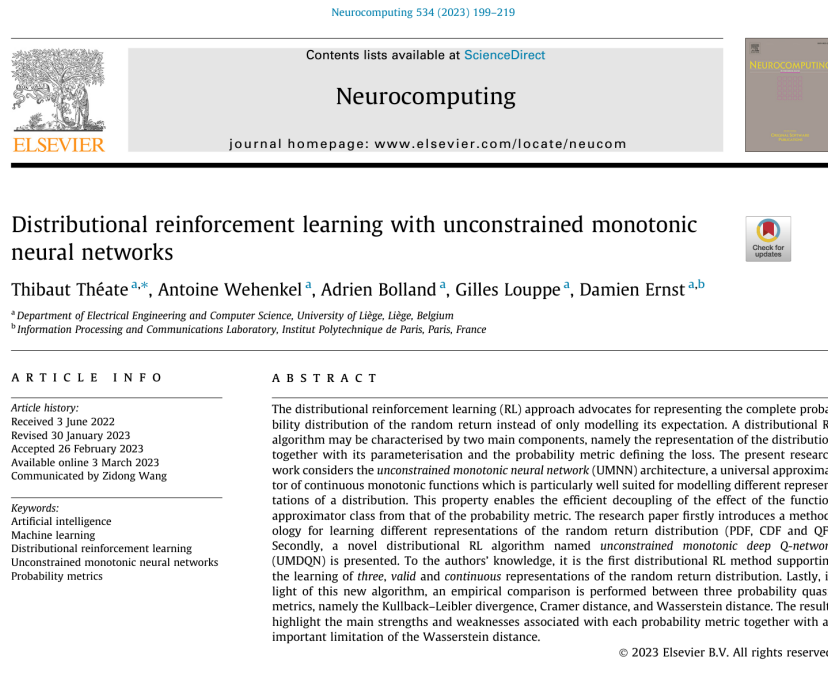 Neurocomputing 534 (2023) 199–219
Contents lists available at ScienceDirect
Neurocomputing
journal homepage: www.elsevier.com/locate/neucom
ELSEVIER
NEUROCOMPUTING
Distributional reinforcement learning with unconstrained monotonic
neural networks
Check for
updates
Thibaut Théate a,*, Antoine Wehenkel a, Adrien Bolland a, Gilles Louppe a, Damien Ernst a,b
a Department of Electrical Engineering and Computer Science, University of Liège, Liège, Belgium
b Information Processing and Communications Laboratory, Institut Polytechnique de Paris, Paris, France
ARTICLE INFO
Article history:
Received 3 June 2022
Revised 30 January 2023
Accepted 26 February 2023
Available online 3 March 2023
Communicated by Zidong Wang
Keywords:
Artificial intelligence
Machine learning
Distributional reinforcement learning
Unconstrained monotonic neural networks
Probability metrics
ABSTRACT
The distributional reinforcement learning (RL) approach advocates for representing the complete proba
bility distribution of the random return instead of only modelling its expectation. A distributional R
algorithm may be characterised by two main components, namely the representation of the distributio
together with its parameterisation and the probability metric defining the loss. The present researc
work considers the unconstrained monotonic neural network (UMNN) architecture, a universal approxima
tor of continuous monotonic functions which is particularly well suited for modelling different represen
tations of a distribution. This property enables the efficient decoupling of the effect of the functio
approximator class from that of the probability metric. The research paper firstly introduces a method
ology for learning different representations of the random return distribution (PDF, CDF and QF
Secondly, a novel distributional RL algorithm named unconstrained monotonic deep Q-networ
(UMDQN) is presented. To the authors' knowledge, it is the first distributional RL method supportin
the learning of three, valid and continuous representations of the random return distribution. Lastly, i
light of this new algorithm, an empirical comparison is performed between three probability quas
metrics, namely the Kullback–Leibler divergence, Cramer distance, and Wasserstein distance. The result
highlight the main strengths and weaknesses associated with each probability metric together with a
important limitation of the Wasserstein distance.
© 2023 Elsevier B.V. All rights reserved